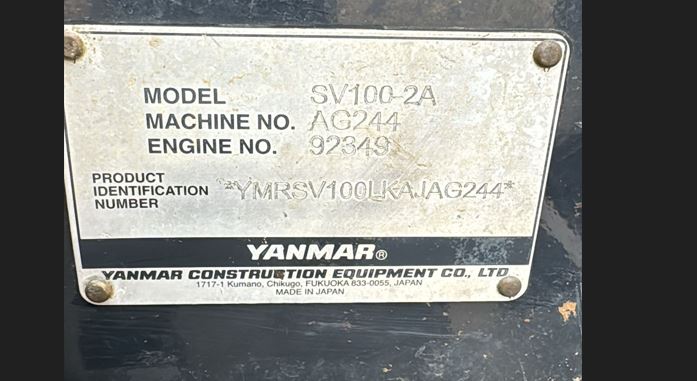 MODEL SV100-2A
MACHINE NO. AG244
ENGINE NO. 92349
PRODUCT
IDENTIFICATION *YMRSV100LKAJAG244*
NUMBER
YANMAR®
YANMAR CONSTRUCTION EQUIPMENT CO., LTD
1717-1 Kumano, Chikugo, FUKUOKA 833-0055, JAPAN
MADE IN JAPAN